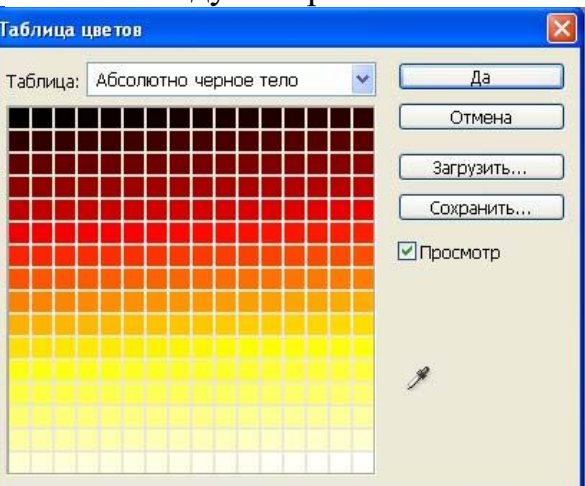 Таблица цветов
Таблица: Абсолютно черное тело
Да
Отмена
Загрузить...
Сохранить...
Просмотр